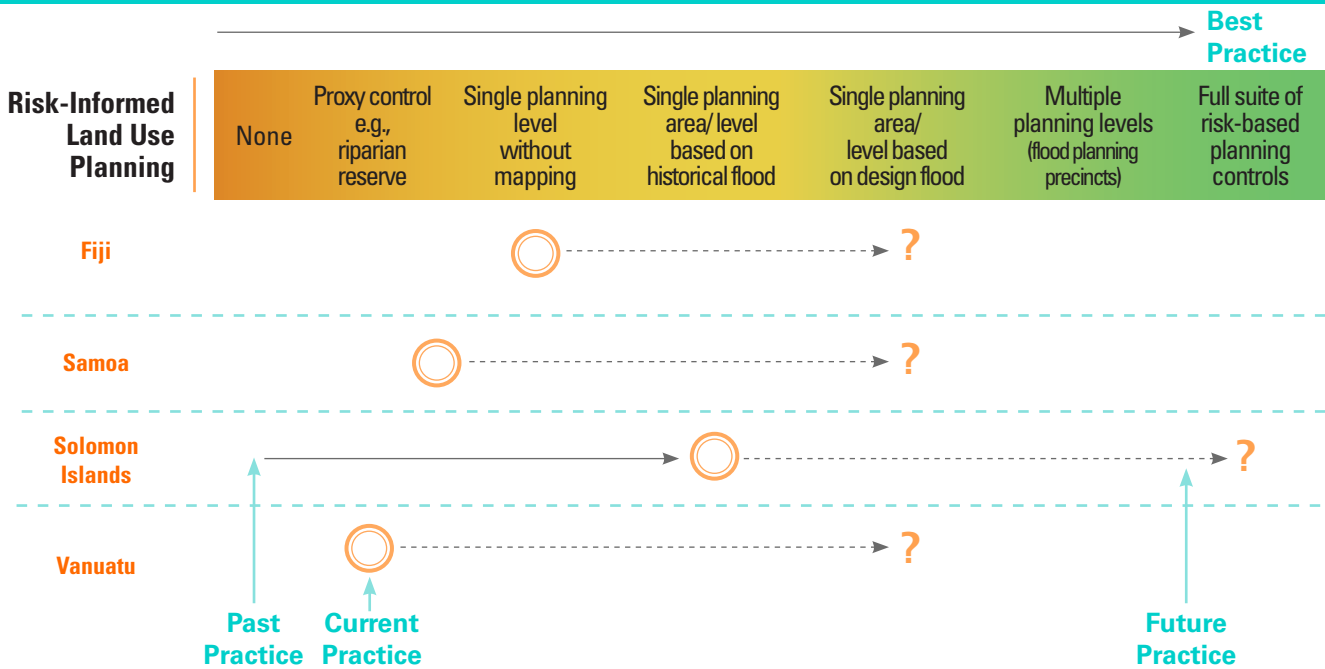 Best
Practice
Risk-Informed
Land Use
Planning
None
Proxy control
e.g.,
riparian
reserve
Single planning
level
without
mapping
Single planning
area/ level
based on
historical flood
Single planning
area/
level based
on design flood
Multiple
planning levels
(flood planning
precincts)
Full suite of
risk-based
planning
controls
Fiji
?
Samoa
?
Solomon
Islands
?
Vanuatu
?
Past
Practice
Current
Practice
Future
Practice